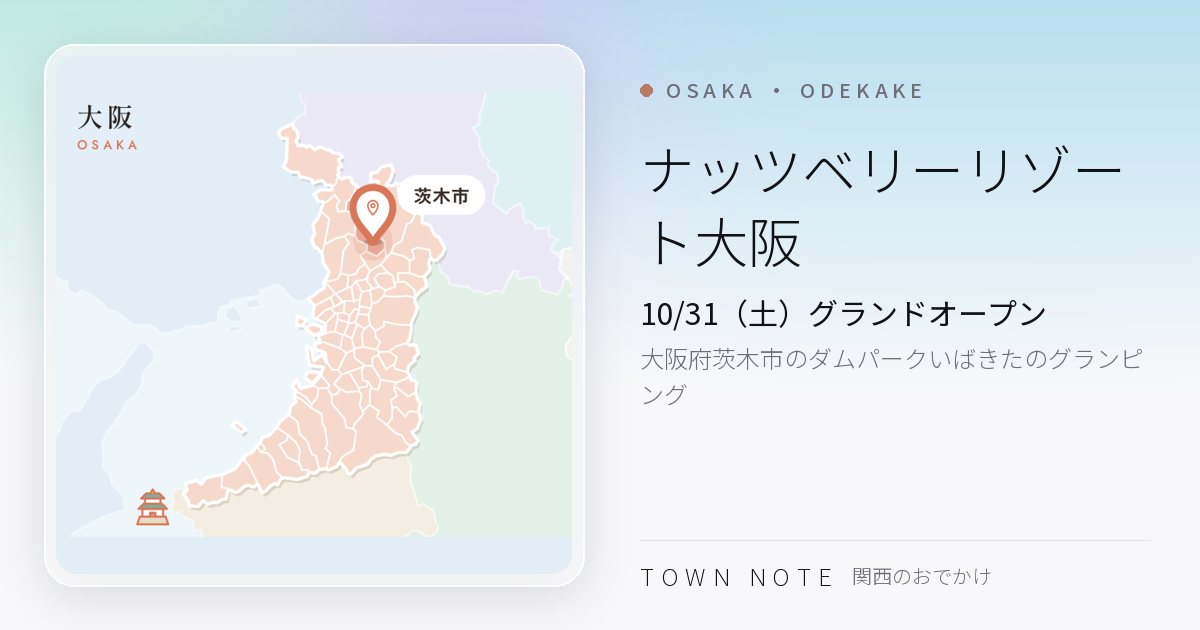 大阪
OSAKA
茨木市
OSAKA • ODEKAKE
ナッツベリーリゾー
ト大阪
10/31（土）グランドオープン
大阪府茨木市のダムパークいばきたのグランピ
ング
TOWN NOTE 関西のおでかけ